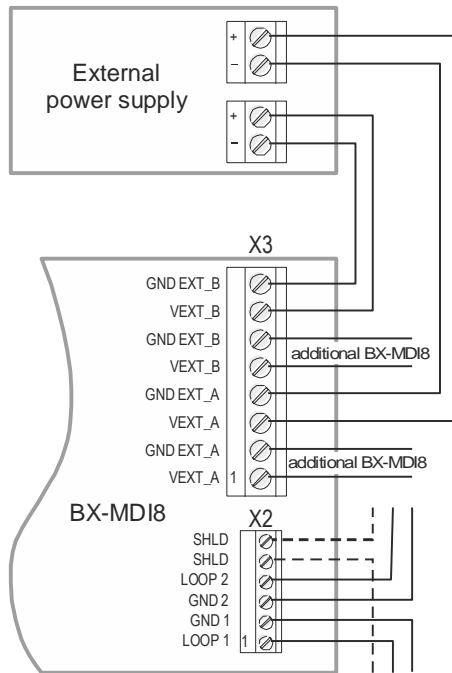 External
power supply
+
–
+
–
X3
GND EXT_B
VEXT_B
GND EXT_B
VEXT_B
additional BX-MDI8
GND EXT_A
VEXT_A
GND EXT_A
VEXT_A 1
additional BX-MDI8
BX-MDI8
X2
SHLD
SHLD
LOOP 2
GND 2
GND 1
LOOP 1 1